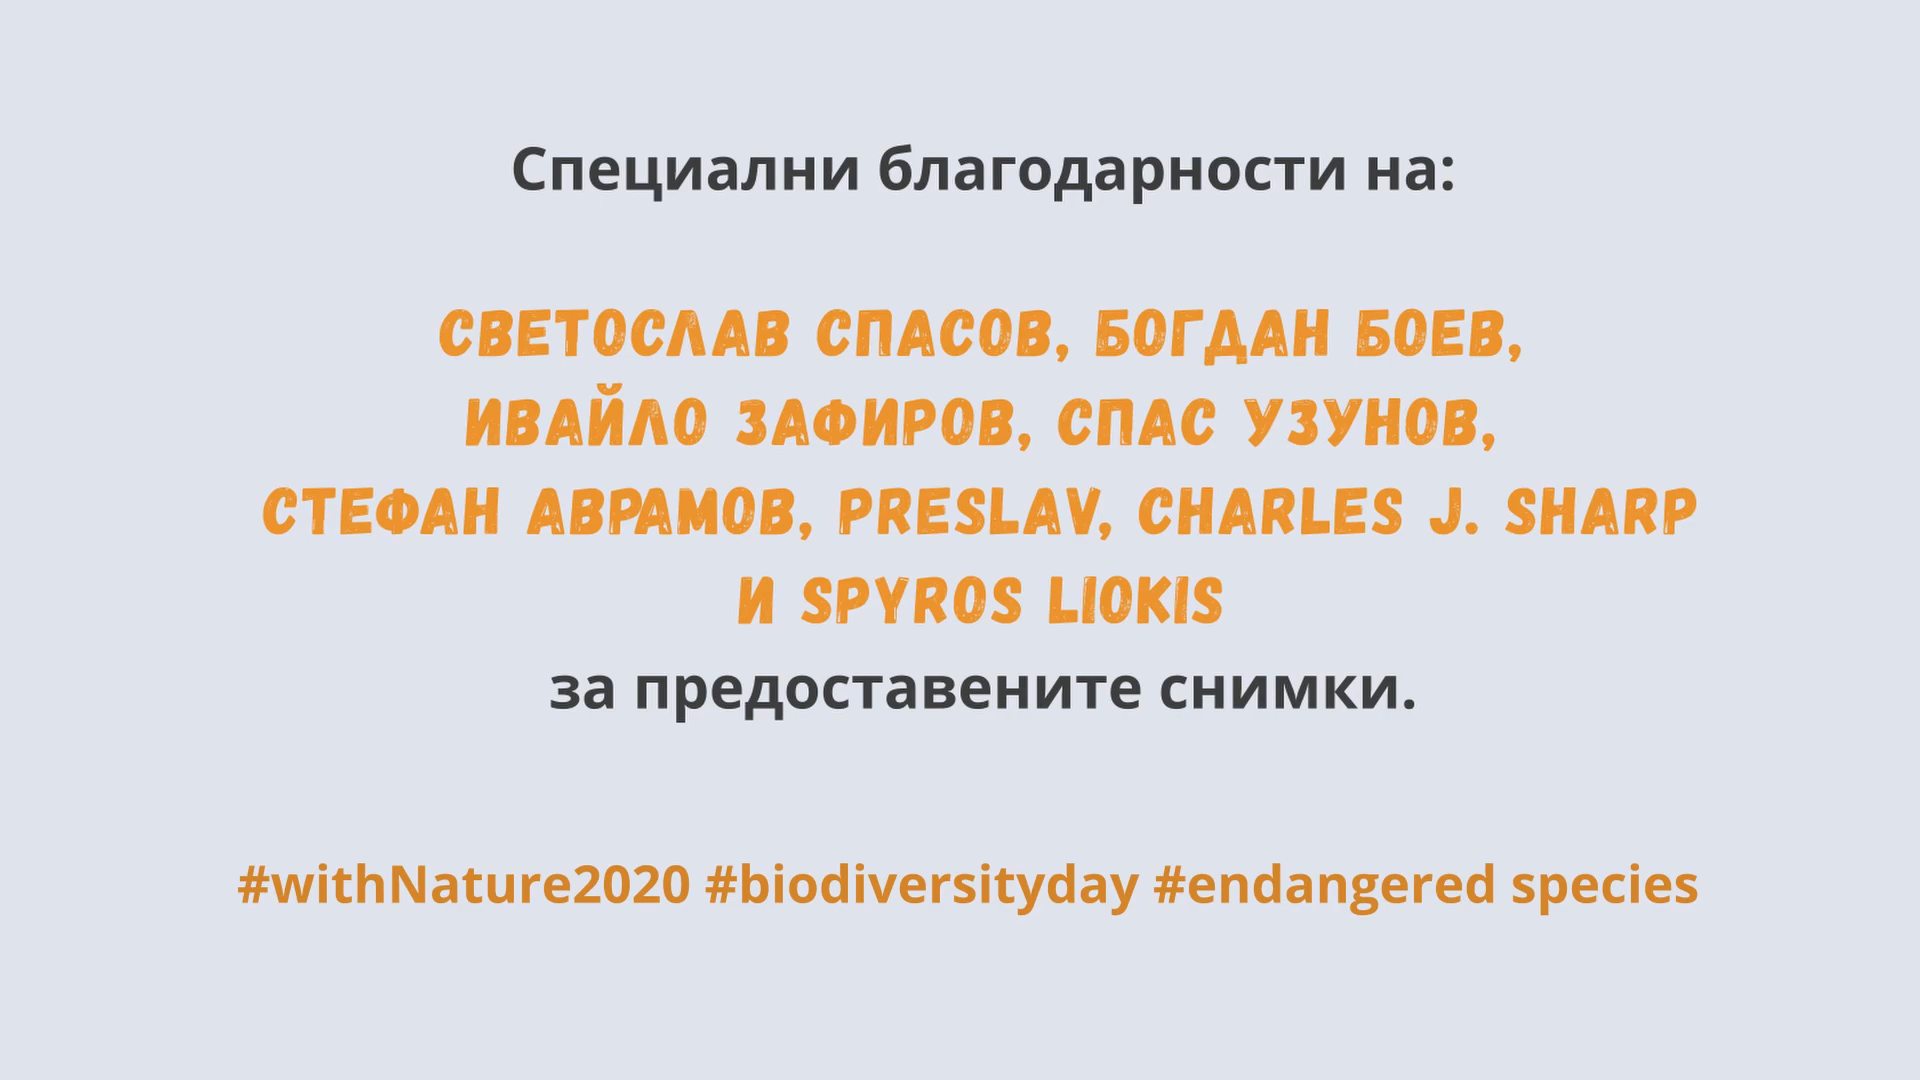 Специални благодарности на:
СВЕТОСЛАВ СПАСОВ, БОГДАН БОЕВ,
ИВАЙЛО ЗАФИРОВ, СПАС УЗУНОВ,
СТЕФАН АВРАМОВ, PRESLAV, CHARLES J. SHARP
И SPYROS LIOKIS
за предоставените снимки.
#withNature2020 #biodiversityday #endangered species